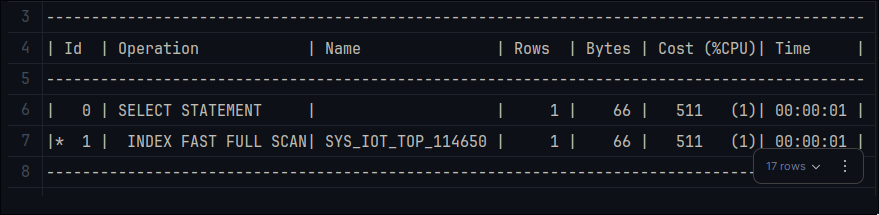 3 -------------------------------------------------------------------------------------------
4 | Id  | Operation            | Name               | Rows  | Bytes | Cost (%CPU)| Time     |
5 -------------------------------------------------------------------------------------------
6 |   0 | SELECT STATEMENT     |                    |     1 |    66 |   511   (1)| 00:00:01 |
7 |*  1 |  INDEX FAST FULL SCAN| SYS_IOT_TOP_114650 |     1 |    66 |   511   (1)| 00:00:01 |
8 -------------------------------------------------------------------------------------------
17 rows